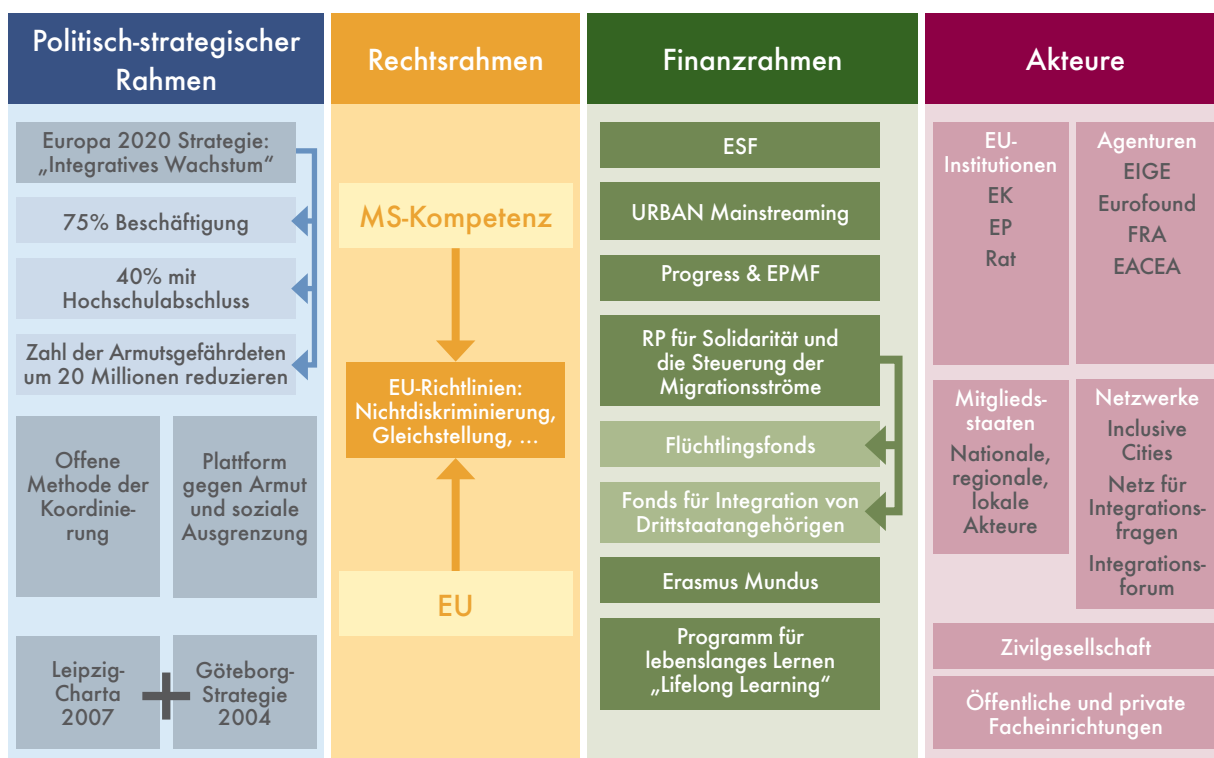 Politisch-strategischer
Rahmen
Europa 2020 Strategie:
„Integratives Wachstum“
75% Beschäftigung
40% mit
Hochschulabschluss
Zahl der Armutsgefährdeten
um 20 Millionen reduzieren
Offene
Methode der
Koordinie-
rung
Plattform
gegen Armut
und soziale
Ausgrenzung
Leipzig-
Charta
2007
Göteborg-
Strategie
2004
Rechtsrahmen
MS-Kompetenz
EU-Richtlinien:
Nichtdiskriminierung,
Gleichstellung, ...
EU
Finanzrahmen
ESF
URBAN Mainstreaming
Progress & EPMF
RP für Solidarität und
die Steuerung der
Migrationsströme
Flüchtlingsfonds
Fonds für Integration von
Drittstaatangehörigen
Erasmus Mundus
Programm für
lebenslanges Lernen
„Lifelong Learning“
Akteure
EU-
Institutionen
EK
EP
Rat
Agenturen
EIGE
Eurofound
FRA
EACEA
Mitglieds-
staaten
Nationale,
regionale,
lokale
Akteure
Netzwerke
Inclusive
Cities
Netz für
Integrations-
fragen
Integrations-
forum
Zivilgesellschaft
Öffentliche und private
Facheinrichtungen